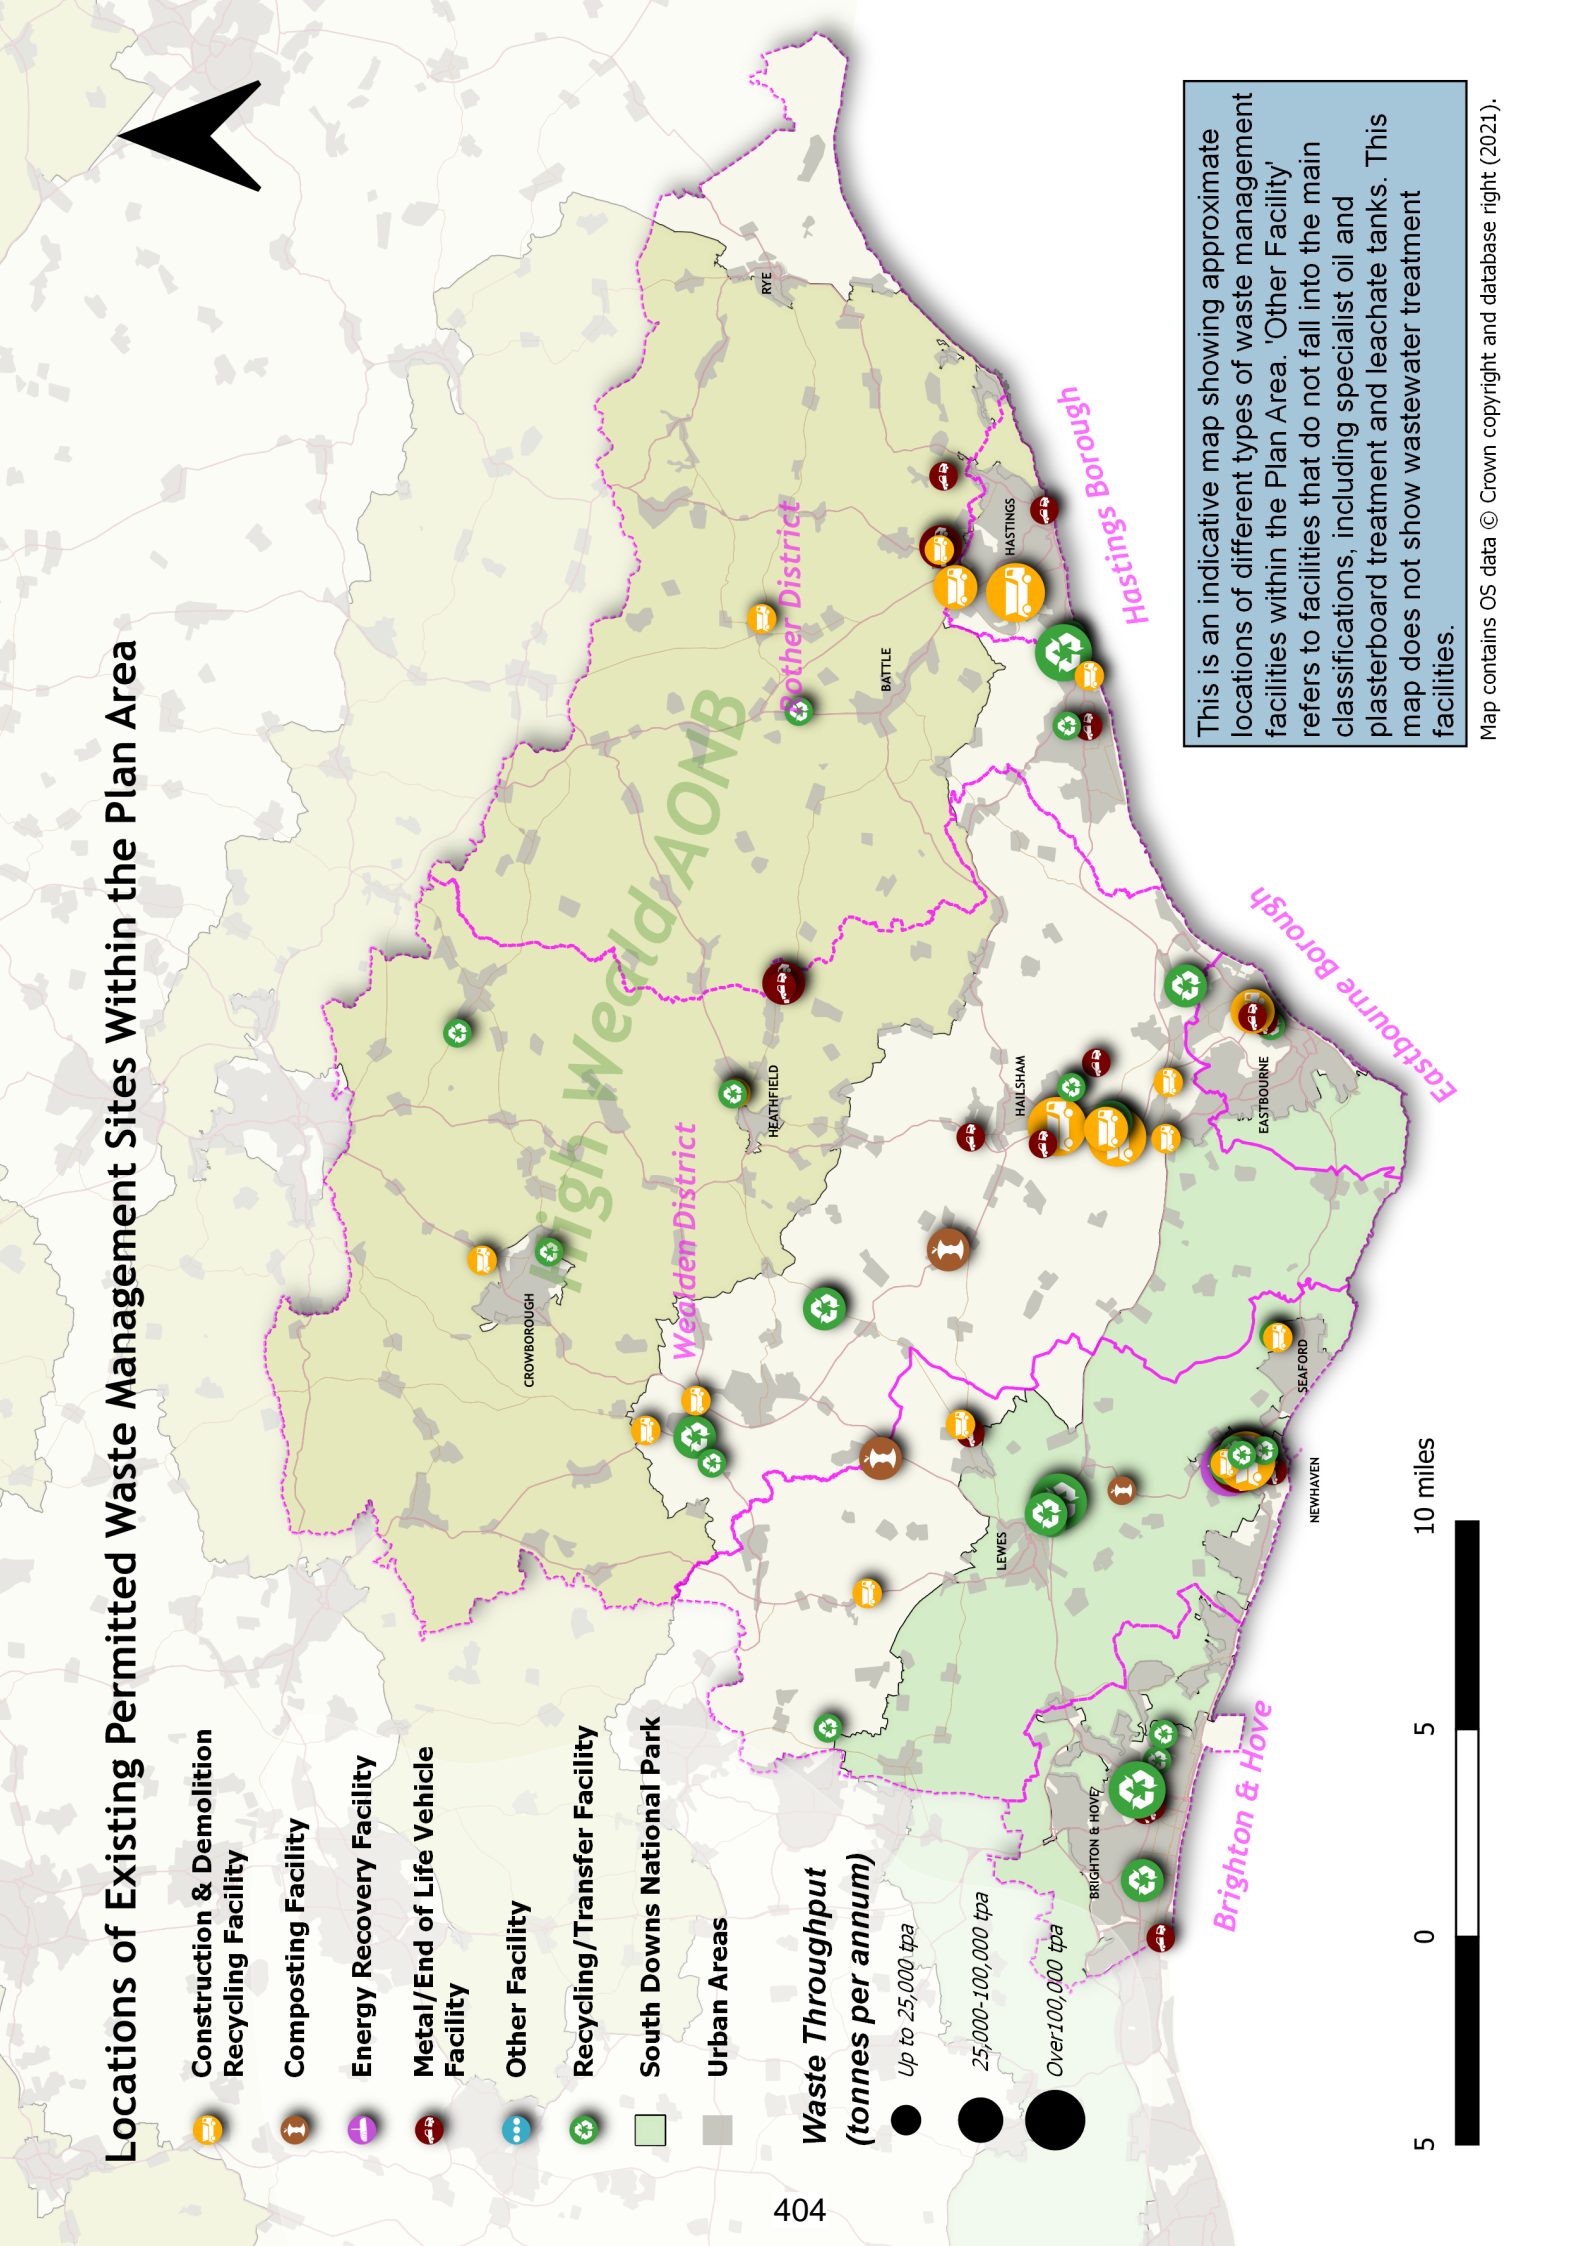 Locations of Existing Permitted Waste Management Sites Within the Plan Area
Construction & Demolition
Recycling Facility
Composting Facility
Energy Recovery Facility
Metal/End of Life Vehicle
Facility
Other Facility
Recycling/Transfer Facility
South Downs National Park
Urban Areas
Waste Throughput
(tonnes per annum)
Up to 25,000 tpa
25,000-100,000 tpa
Over100,000 tpa
CROWBOROUGH
Wealden District
High Weald AONB
HEATHFIELD
Rother District
BATTLE
RYE
HAILSHAM
HASTINGS
Hastings Borough
LEWES
BRIGHTON & HOVE
Brighton & Hove
NEWHAVEN
SEAFORD
EASTBOURNE
Eastbourne Borough
This is an indicative map showing approximate
locations of different types of waste management
facilities within the Plan Area. 'Other Facility'
refers to facilities that do not fall into the main
classifications, including specialist oil and
plasterboard treatment and leachate tanks. This
map does not show wastewater treatment
facilities.
Map contains OS data © Crown copyright and database right (2021).
5 0 5 10 miles
404